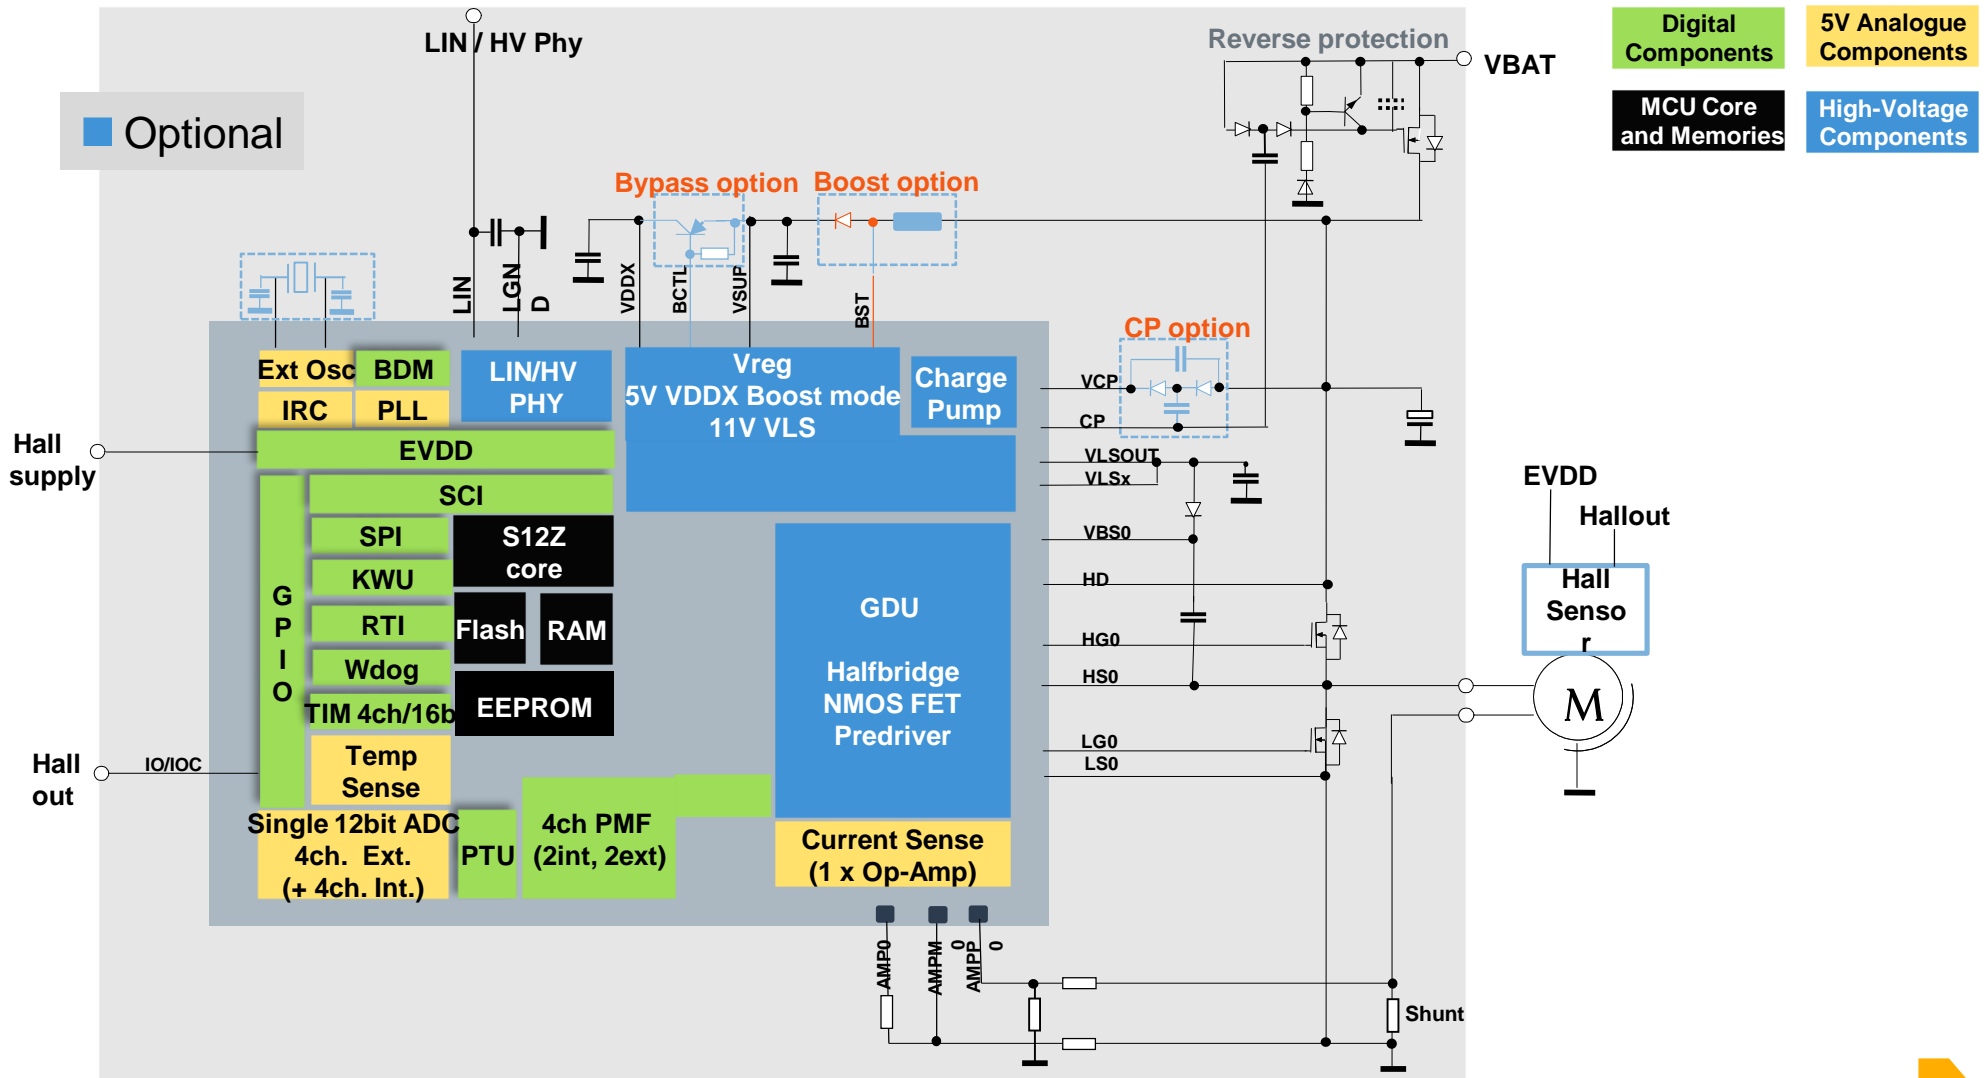 LIN / HV Phy
Reverse protection
VBAT
Digital
Components
5V Analogue
Components
MCU Core
and Memories
High-Voltage
Components
Optional
Bypass option
Boost option
LIN
LGN
D
VDDX
BCTL
VSUP
BST
CP option
Ext Osc
BDM
IRC
PLL
LIN/HV
PHY
Vreg
5V VDDX Boost mode
11V VLS
Charge
Pump
VCP
CP
VLSOUT
VLSx
VBS0
HD
HG0
HS0
LG0
LS0
Hall
supply
EVDD
SCI
SPI
KWU
RTI
Wdog
TIM 4ch/16b
G
P
I
O
S12Z
core
Flash
RAM
EEPROM
GDU
Halfbridge
NMOS FET
Predriver
EVDD
Hallout
Hall
Senso
r
M
Hall
out
IO/IOC
Temp
Sense
Single 12bit ADC
4ch. Ext.
(+ 4ch. Int.)
PTU
4ch PMF
(2int, 2ext)
Current Sense
(1 x Op-Amp)
AMP0
AMPM
0
AMPP
0
Shunt